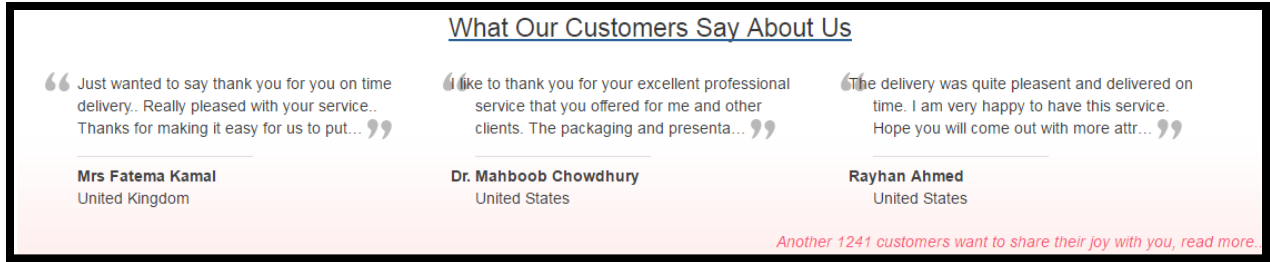 What Our Customers Say About Us
Just wanted to say thank you for you on time
delivery.. Really pleased with your service..
Thanks for making it easy for us to put...
Mrs Fatema Kamal
United Kingdom
I like to thank you for your excellent professional
service that you offered for me and other
clients. The packaging and presenta...
Dr. Mahboob Chowdhury
United States
The delivery was quite pleasent and delivered on
time. I am very happy to have this service.
Hope you will come out with more attr...
Rayhan Ahmed
United States
Another 1241 customers want to share their joy with you, read more..